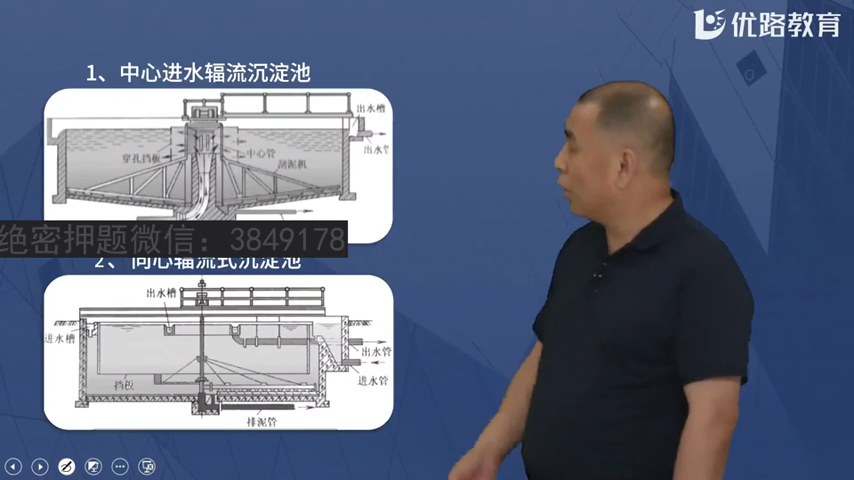 优路教育
1、中心进水辐流沉淀池
出水槽
出水管
穿孔挡板
中心管
刮泥机
绝密押题微信：3849178
2、向心辐流式沉淀池
出水槽
进水槽
出水管
进水管
挡板
排泥管